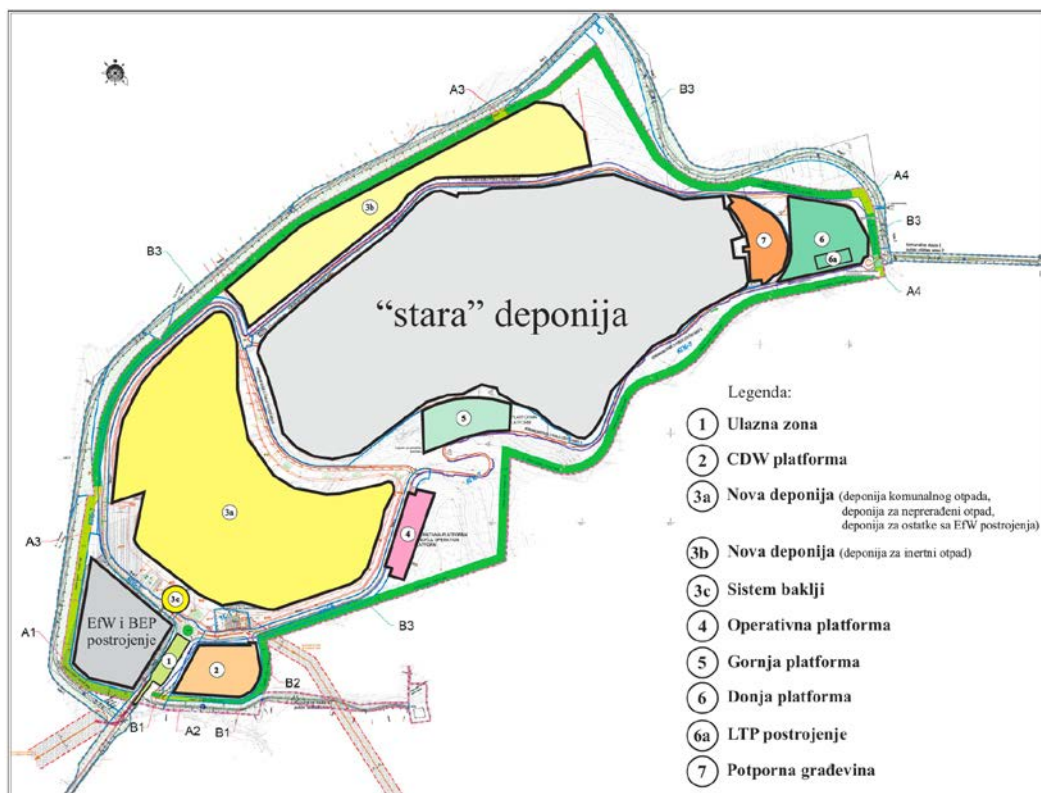 A3
B3
3b
A4
B3
7
6
6a
A4
B3
“stara” deponija
5
3a
4
A3
3c
EfW i BEP
postrojenje
1
2
B3
A1
B2
B1
A2
B1
Legenda:
1 Ulazna zona
2 CDW platforma
3a Nova deponija (deponija komunalnog otpada,
deponija za neprerađeni otpad,
deponija za ostatke sa EfW postrojenja)
3b Nova deponija (deponija za inertni otpad)
3c Sistem baklji
4 Operativna platforma
5 Gornja platforma
6 Donja platforma
6a LTP postrojenje
7 Potporna građevina